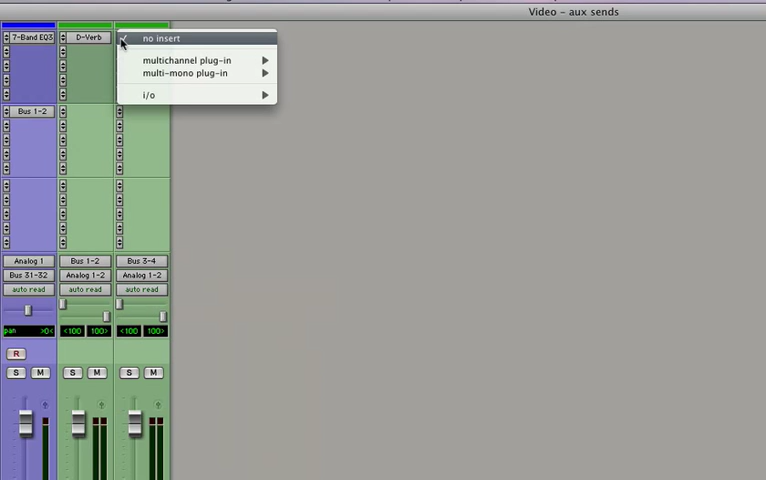 Video - aux sends
7-Band EQ3
D-Verb
✓ no insert
multichannel plug-in
multi-mono plug-in
i/o
Bus 1-2
Analog 1
Bus 1-2
Bus 3-4
Bus 31-32
Analog 1-2
Analog 1-2
auto read
auto read
auto read
pan >0<
<100 100>
<100 100>
R
S M
S M
S M